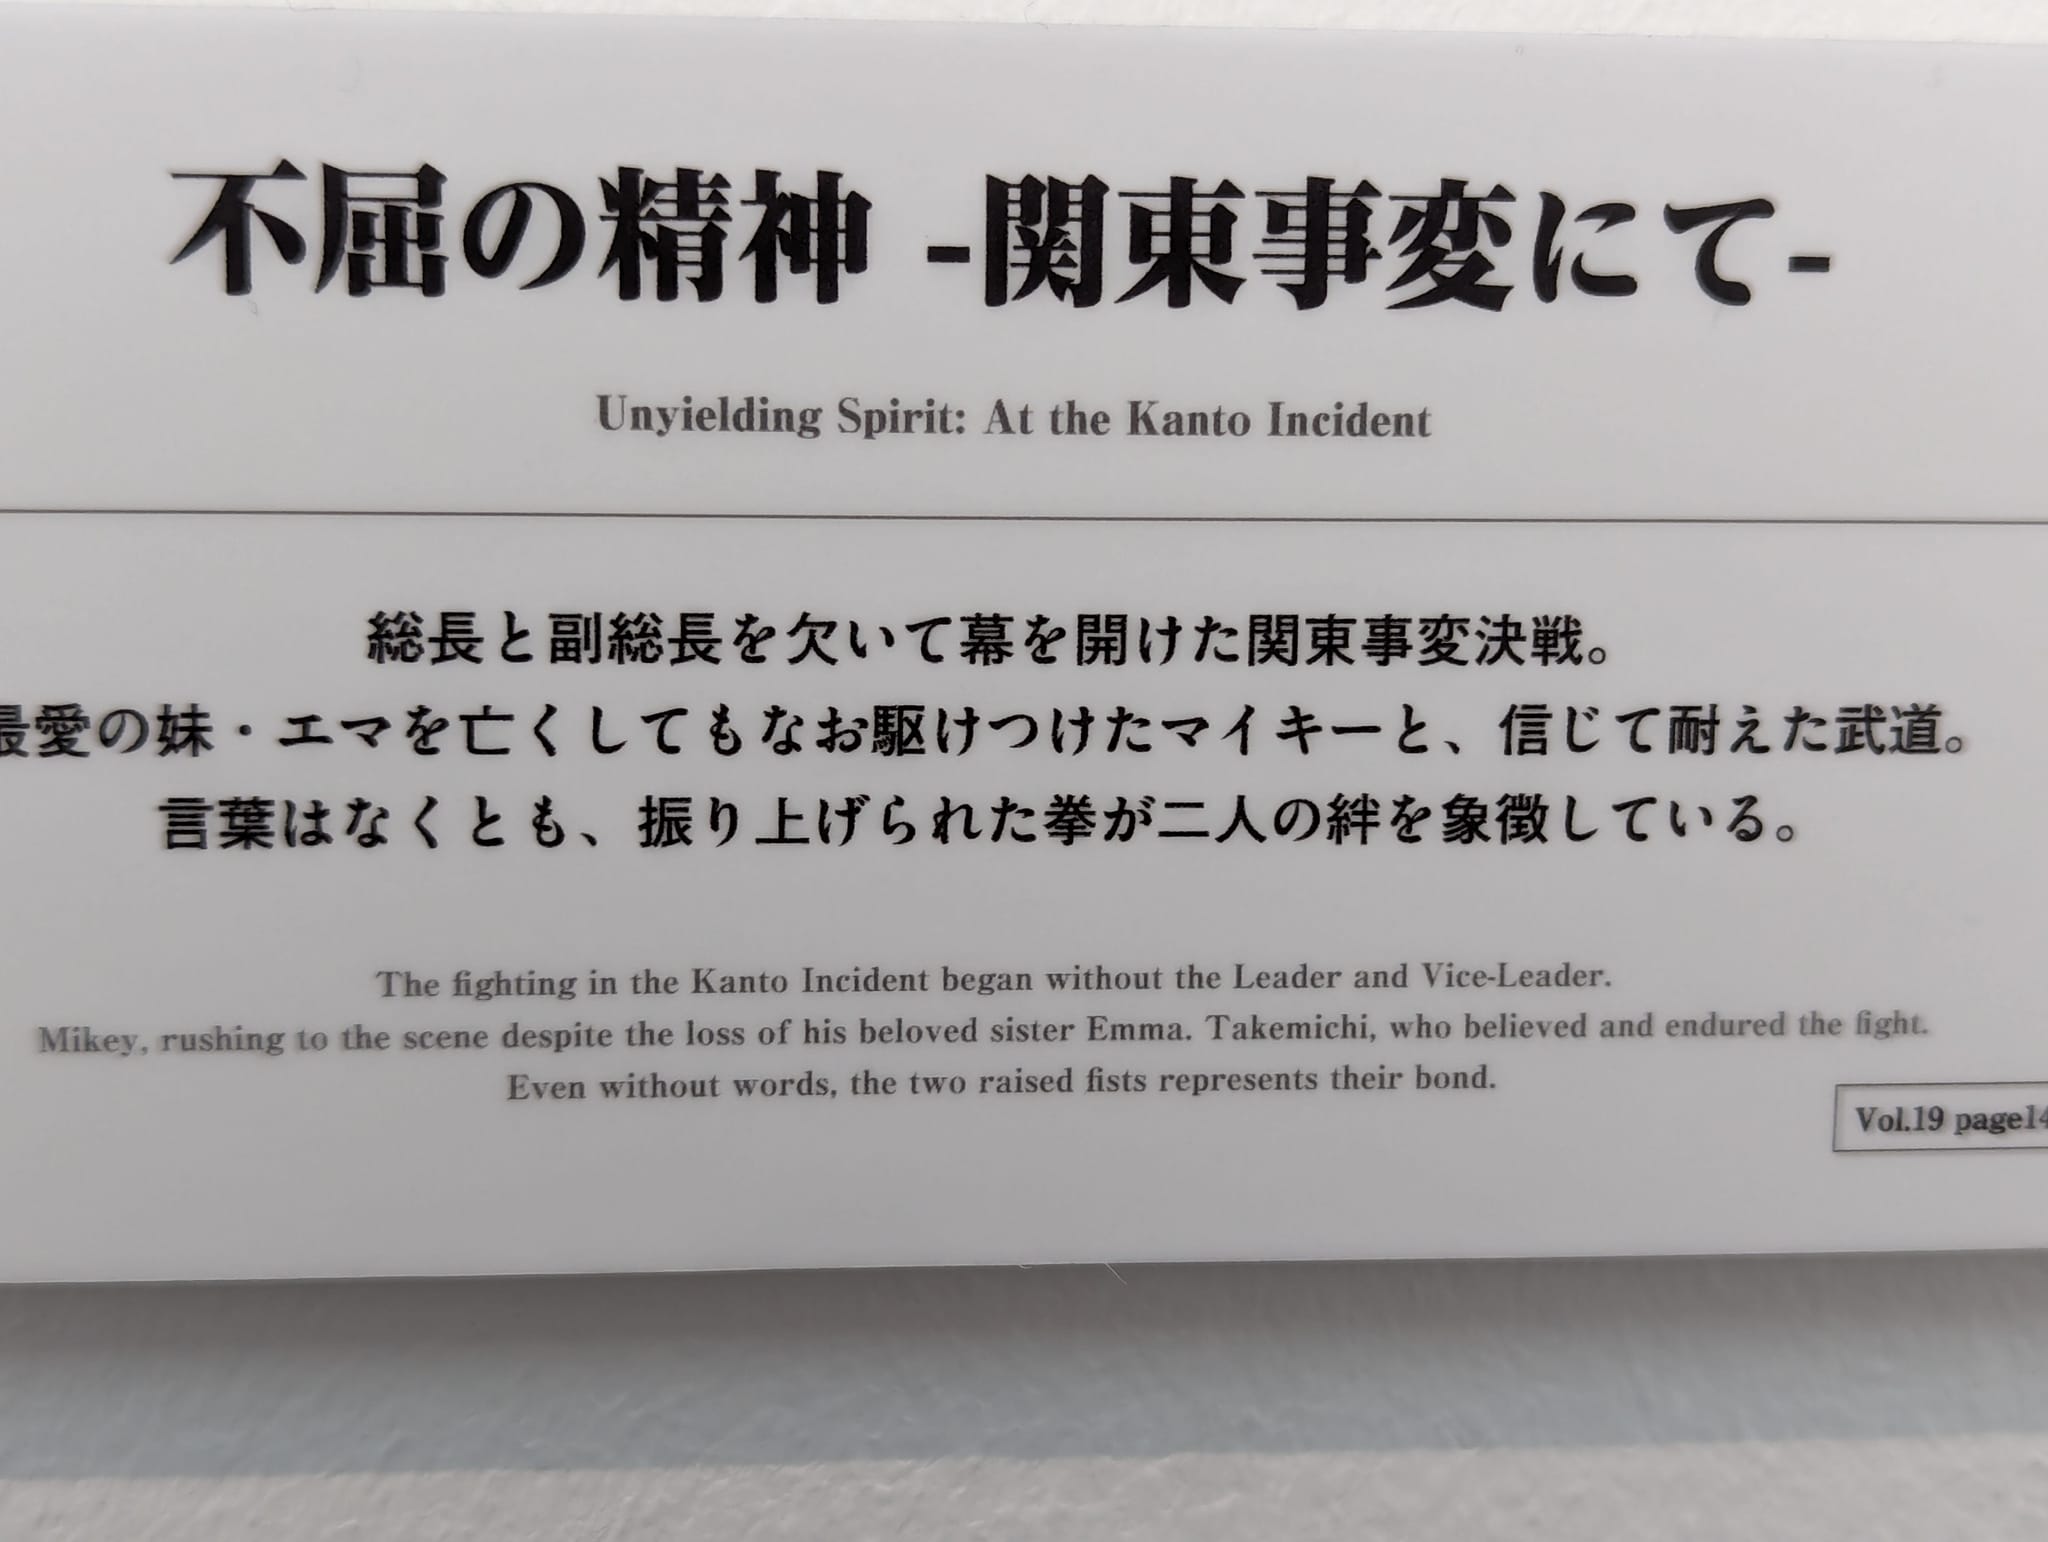 不屈の精神 -関東事変にて-
Unyielding Spirit: At the Kanto Incident
総長と副総長を欠いて幕を開けた関東事変決戦。
最愛の妹・エマを亡くしてもなお駆けつけたマイキーと、信じて耐えた武道。
言葉はなくとも、振り上げられた拳が二人の絆を象徴している。
The fighting in the Kanto Incident began without the Leader and Vice-Leader.
Mikey, rushing to the scene despite the loss of his beloved sister Emma. Takemichi, who believed and endured the fight.
Even without words, the two raised fists represents their bond.
Vol.19